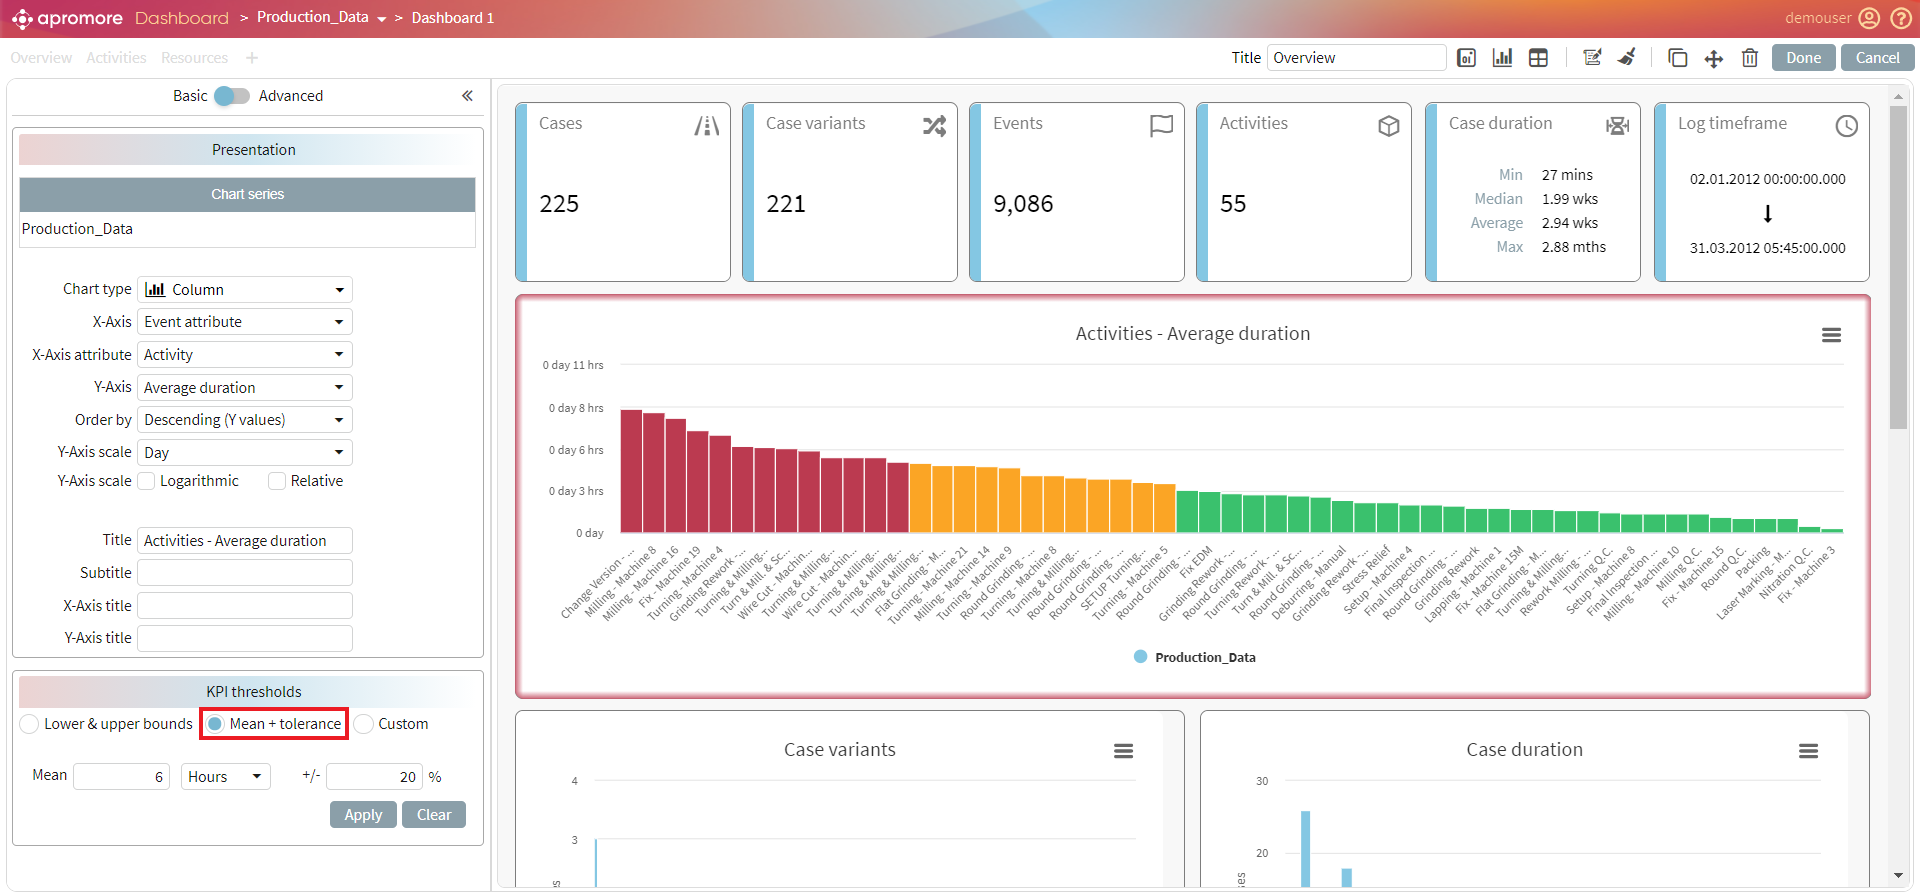 apromore Dashboard > Production_Data > Dashboard 1
demouser
Overview Activities Resources +
Title Overview
Done Cancel
Basic Advanced
Presentation
Chart series
Production_Data
Chart type Column
X-Axis Event attribute
X-Axis attribute Activity
Y-Axis Average duration
Order by Descending (Y values)
Y-Axis scale Day
Y-Axis scale Logarithmic Relative
Title Activities - Average duration
Subtitle
X-Axis title
Y-Axis title
KPI thresholds
Lower & upper bounds Mean + tolerance Custom
Mean 6 Hours +/- 20 %
Apply Clear
Cases
225
Case variants
221
Events
9,086
Activities
55
Case duration
Min 27 mins
Median 1.99 wks
Average 2.94 wks
Max 2.88 mths
Log timeframe
02.01.2012 00:00:00.000
31.03.2012 05:45:00.000
Activities - Average duration
0 day 11 hrs
0 day 8 hrs
0 day 6 hrs
0 day 3 hrs
0 day
Change Version - ...
Milling - Machine 8
Milling - Machine 16
Fix - Machine 19
Turning - Machine 4
Grinding Rework - ...
Turning & Milling...
Turn & Mill. & Sc...
Wire Cut - Machin...
Turning & Milling...
Wire Cut - Machin...
Turning & Milling...
Turning & Milling...
Turning & Milling...
Flat Grinding - M...
Turning - Machine 21
Milling - Machine 14
Turning - Machine 9
Round Grinding - ...
Turning - Machine 8
Turning & Milling...
Round Grinding - ...
Round Grinding - ...
SETUP Turning...
Turning - Machine 5
Round Grinding - ...
Fix EDM
Grinding Rework - ...
Round Grinding - ...
Turning Rework - ...
Turn & Mill. & Sc...
Round Grinding - ...
Deburring - Manual
Grinding Rework - ...
Stress Relief
Setup - Machine 4
Final Inspection ...
Round Grinding - ...
Grinding Rework
Lapping - Machine 1
Fix - Machine 15M
Flat Grinding - M...
Turning & Milling...
Rework Milling - ...
Turning Q.C.
Setup - Machine 8
Final Inspection ...
Milling - Machine 10
Milling Q.C.
Fix - Machine 15
Round Q.C.
Packing
Laser Marking - M...
Nitration Q.C.
Fix - Machine 3
Production_Data
Case variants
4
3
Case duration
30
20